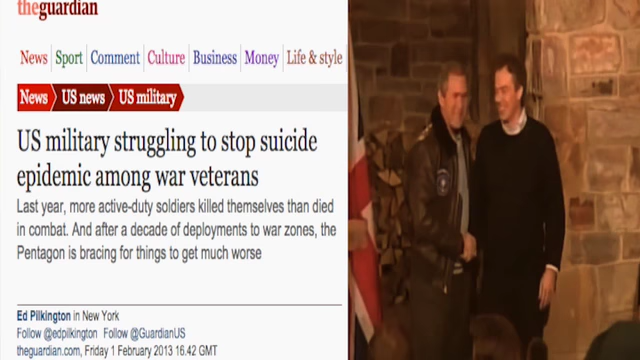 theguardian
News Sport Comment Culture Business Money Life & style
News US news US military
US military struggling to stop suicide
epidemic among war veterans
Last year, more active-duty soldiers killed themselves than died
in combat. And after a decade of deployments to war zones, the
Pentagon is bracing for things to get much worse
Ed Pilkington in New York
Follow @edpilkington Follow @GuardianUS
theguardian.com, Friday 1 February 2013 16.42 GMT